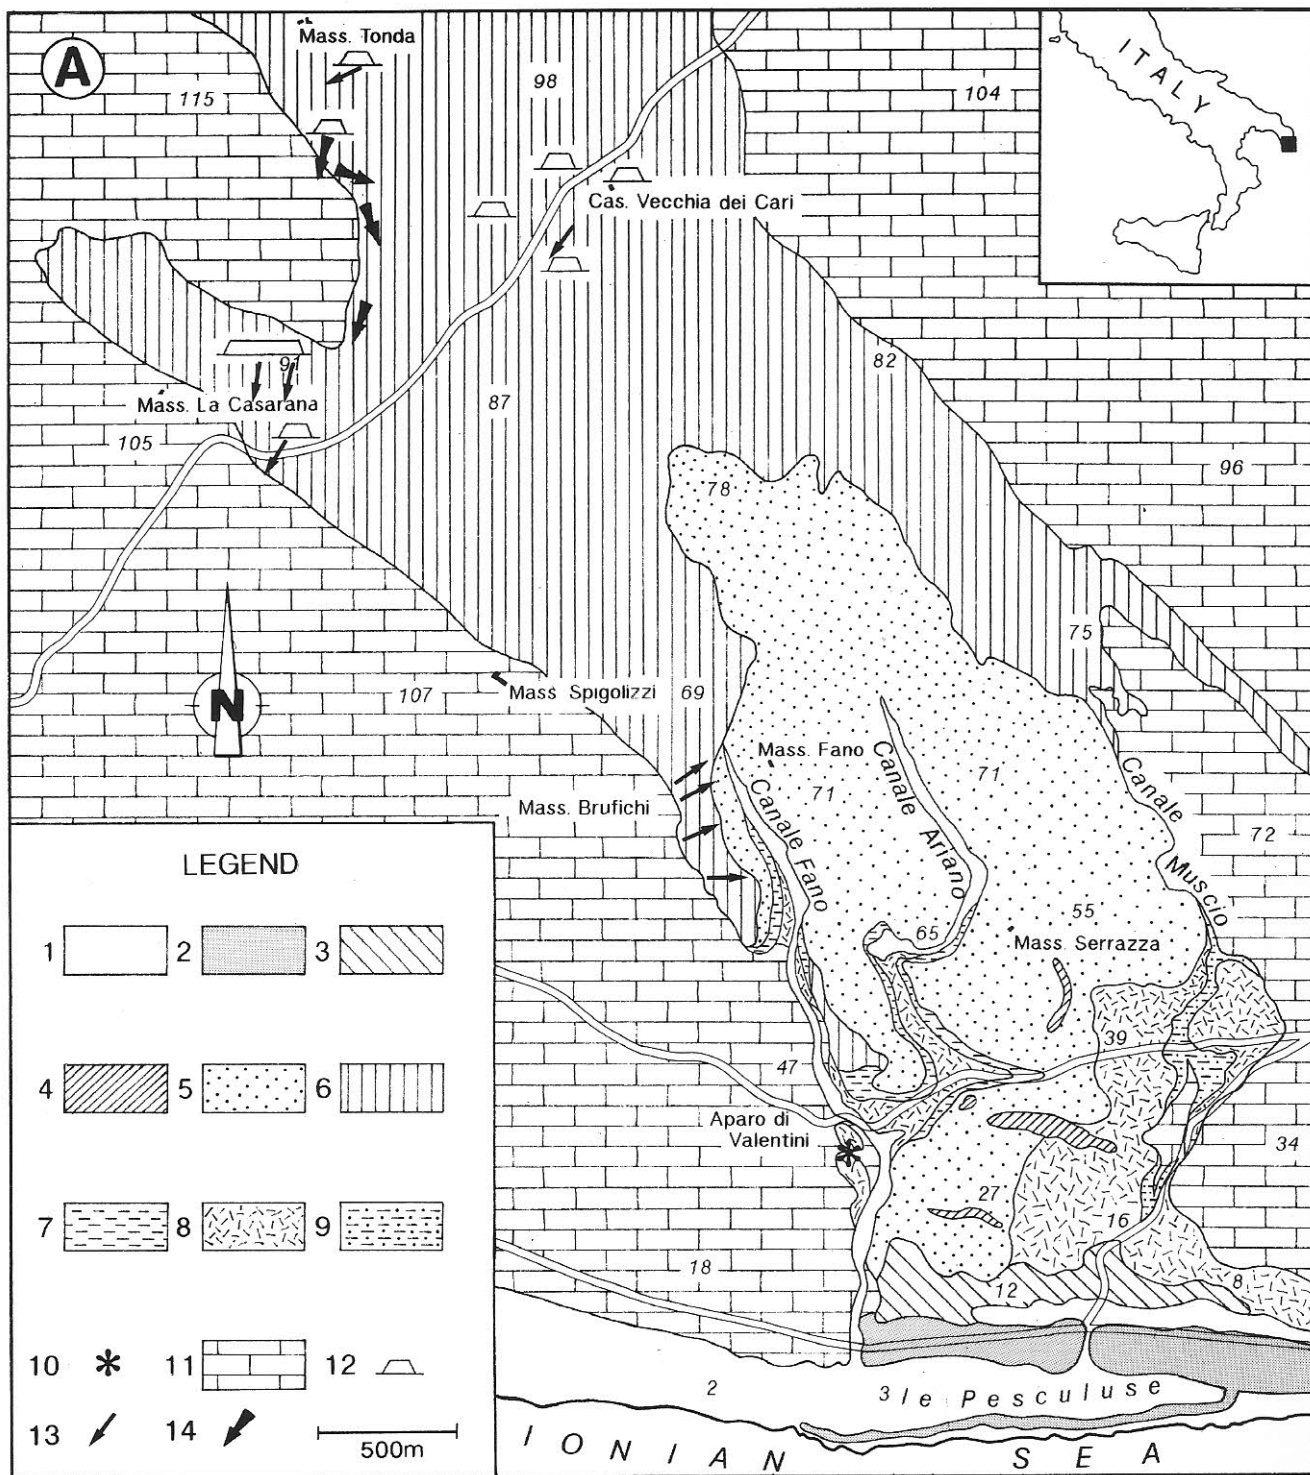 A
ITALY
Mass. Tonda
98
115
104
Cas. Vecchia dei Cari
82
91
Mass. La Casarana
87
105
96
78
75
N
107
Mass Spigolizzi
69
Mass. Fano
71
71
Canale Fano
Canale Ariano
Canale Muscio
Mass. Brufichi
72
55
65
Mass. Serrazza
39
47
Aparo di
Valentini
34
27
16
18
12
8
2
3
le Pesculuse
IONIAN SEA
LEGEND
1 2 3
4 5 6
7 8 9
10 11 12
13 14
500m